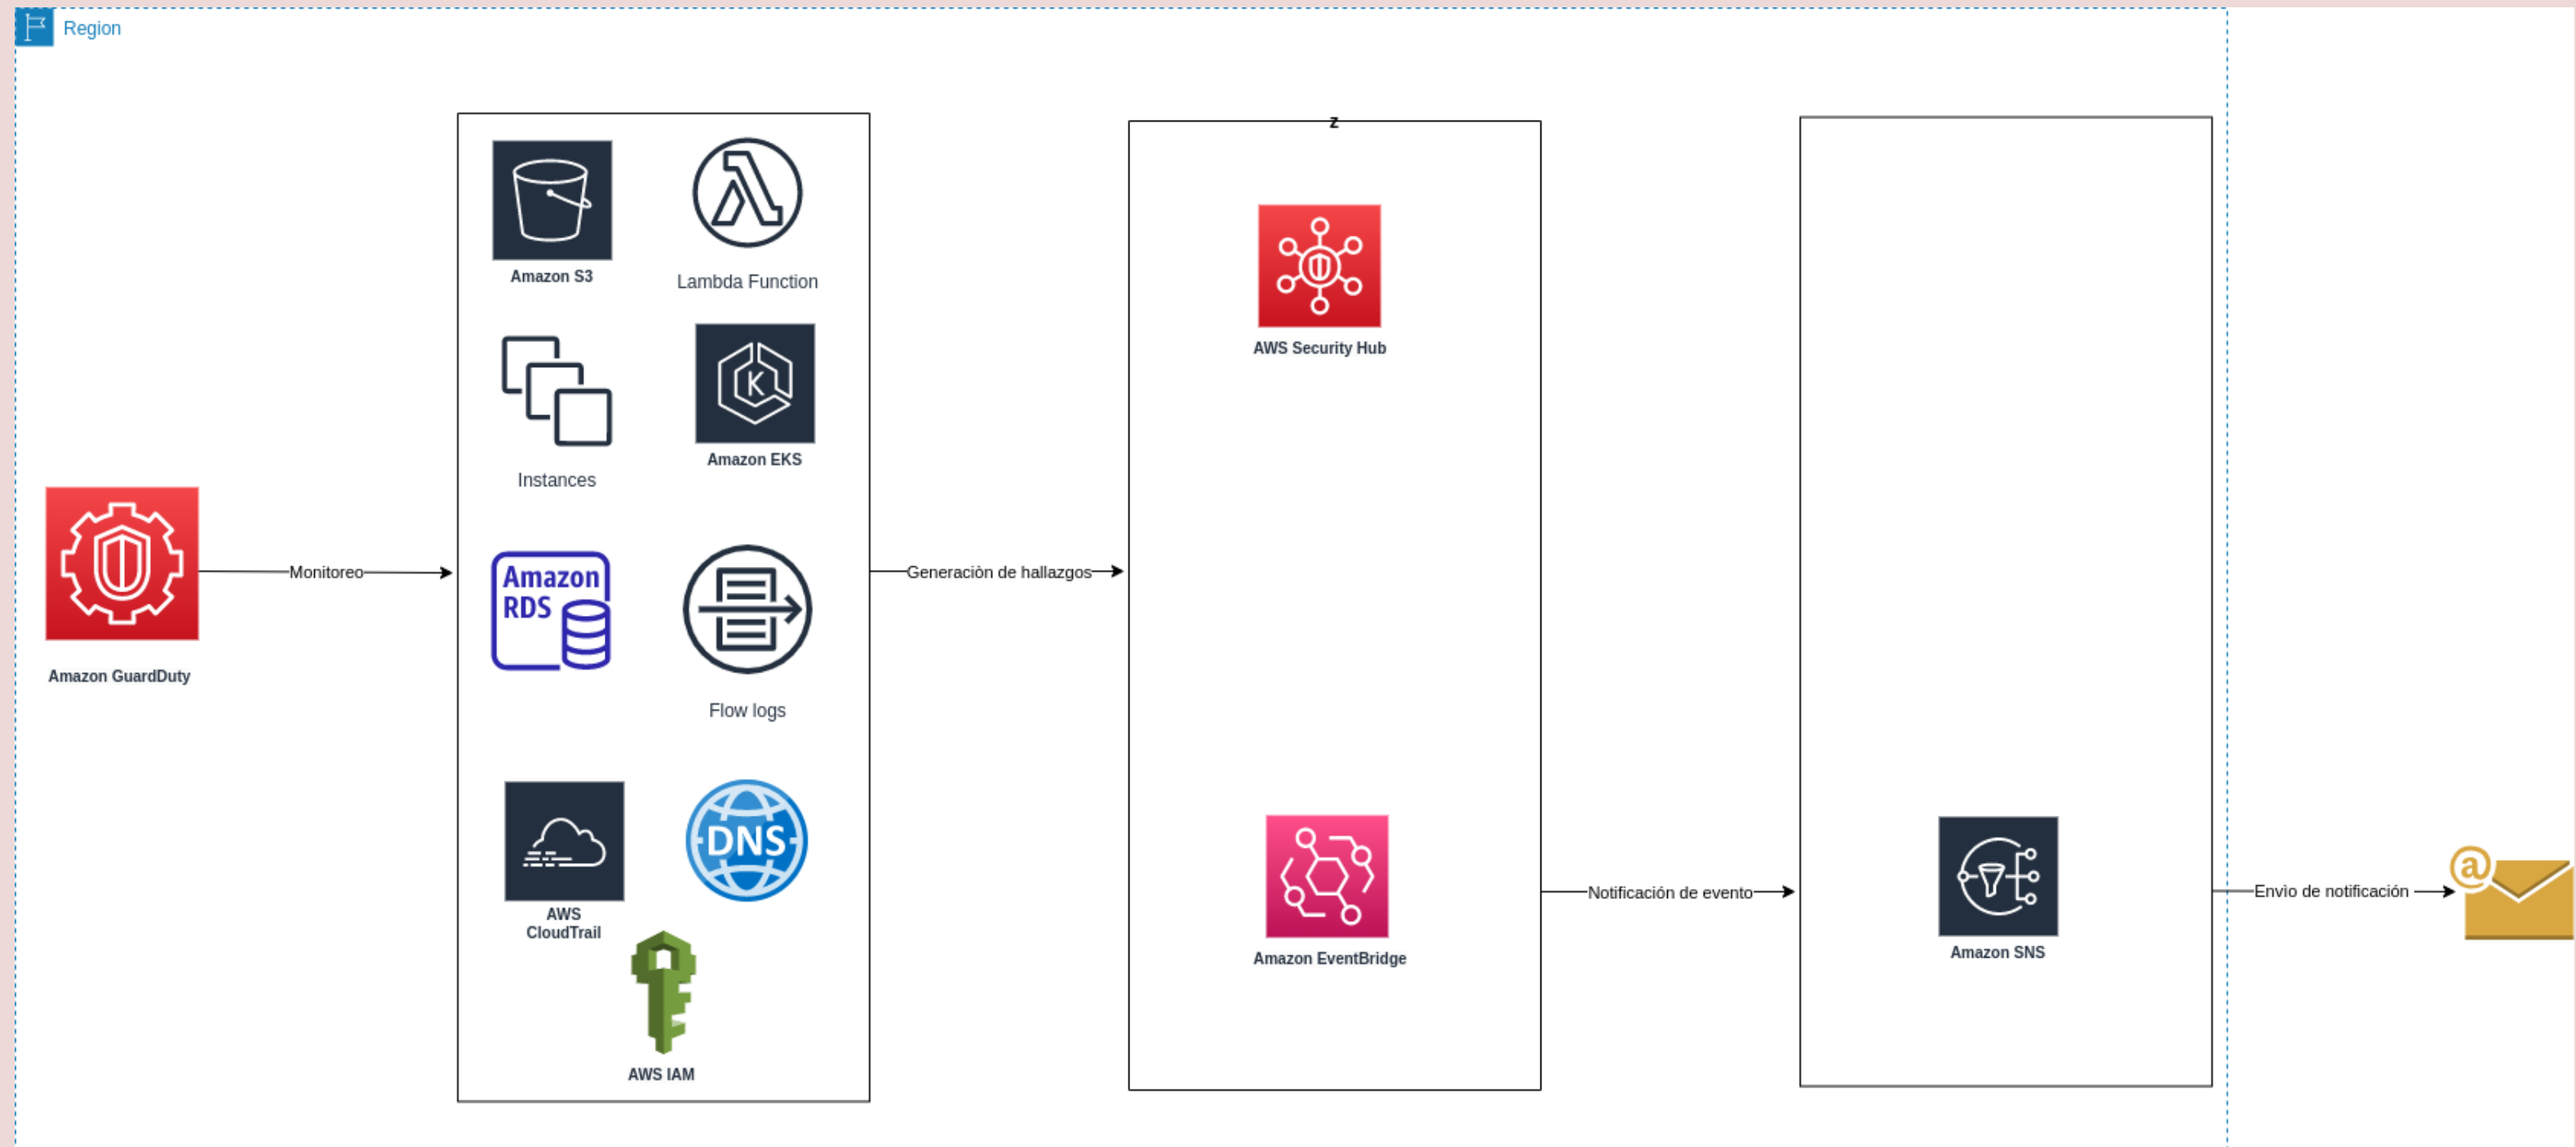 Region
z
Amazon S3
Lambda Function
AWS Security Hub
Instances
Amazon EKS
Amazon GuardDuty
Monitoreo
Amazon
RDS
Flow logs
Generaciòn de hallazgos
AWS
CloudTrail
DNS
AWS IAM
Amazon EventBridge
Notificación de evento
Amazon SNS
Envìo de notificación
@